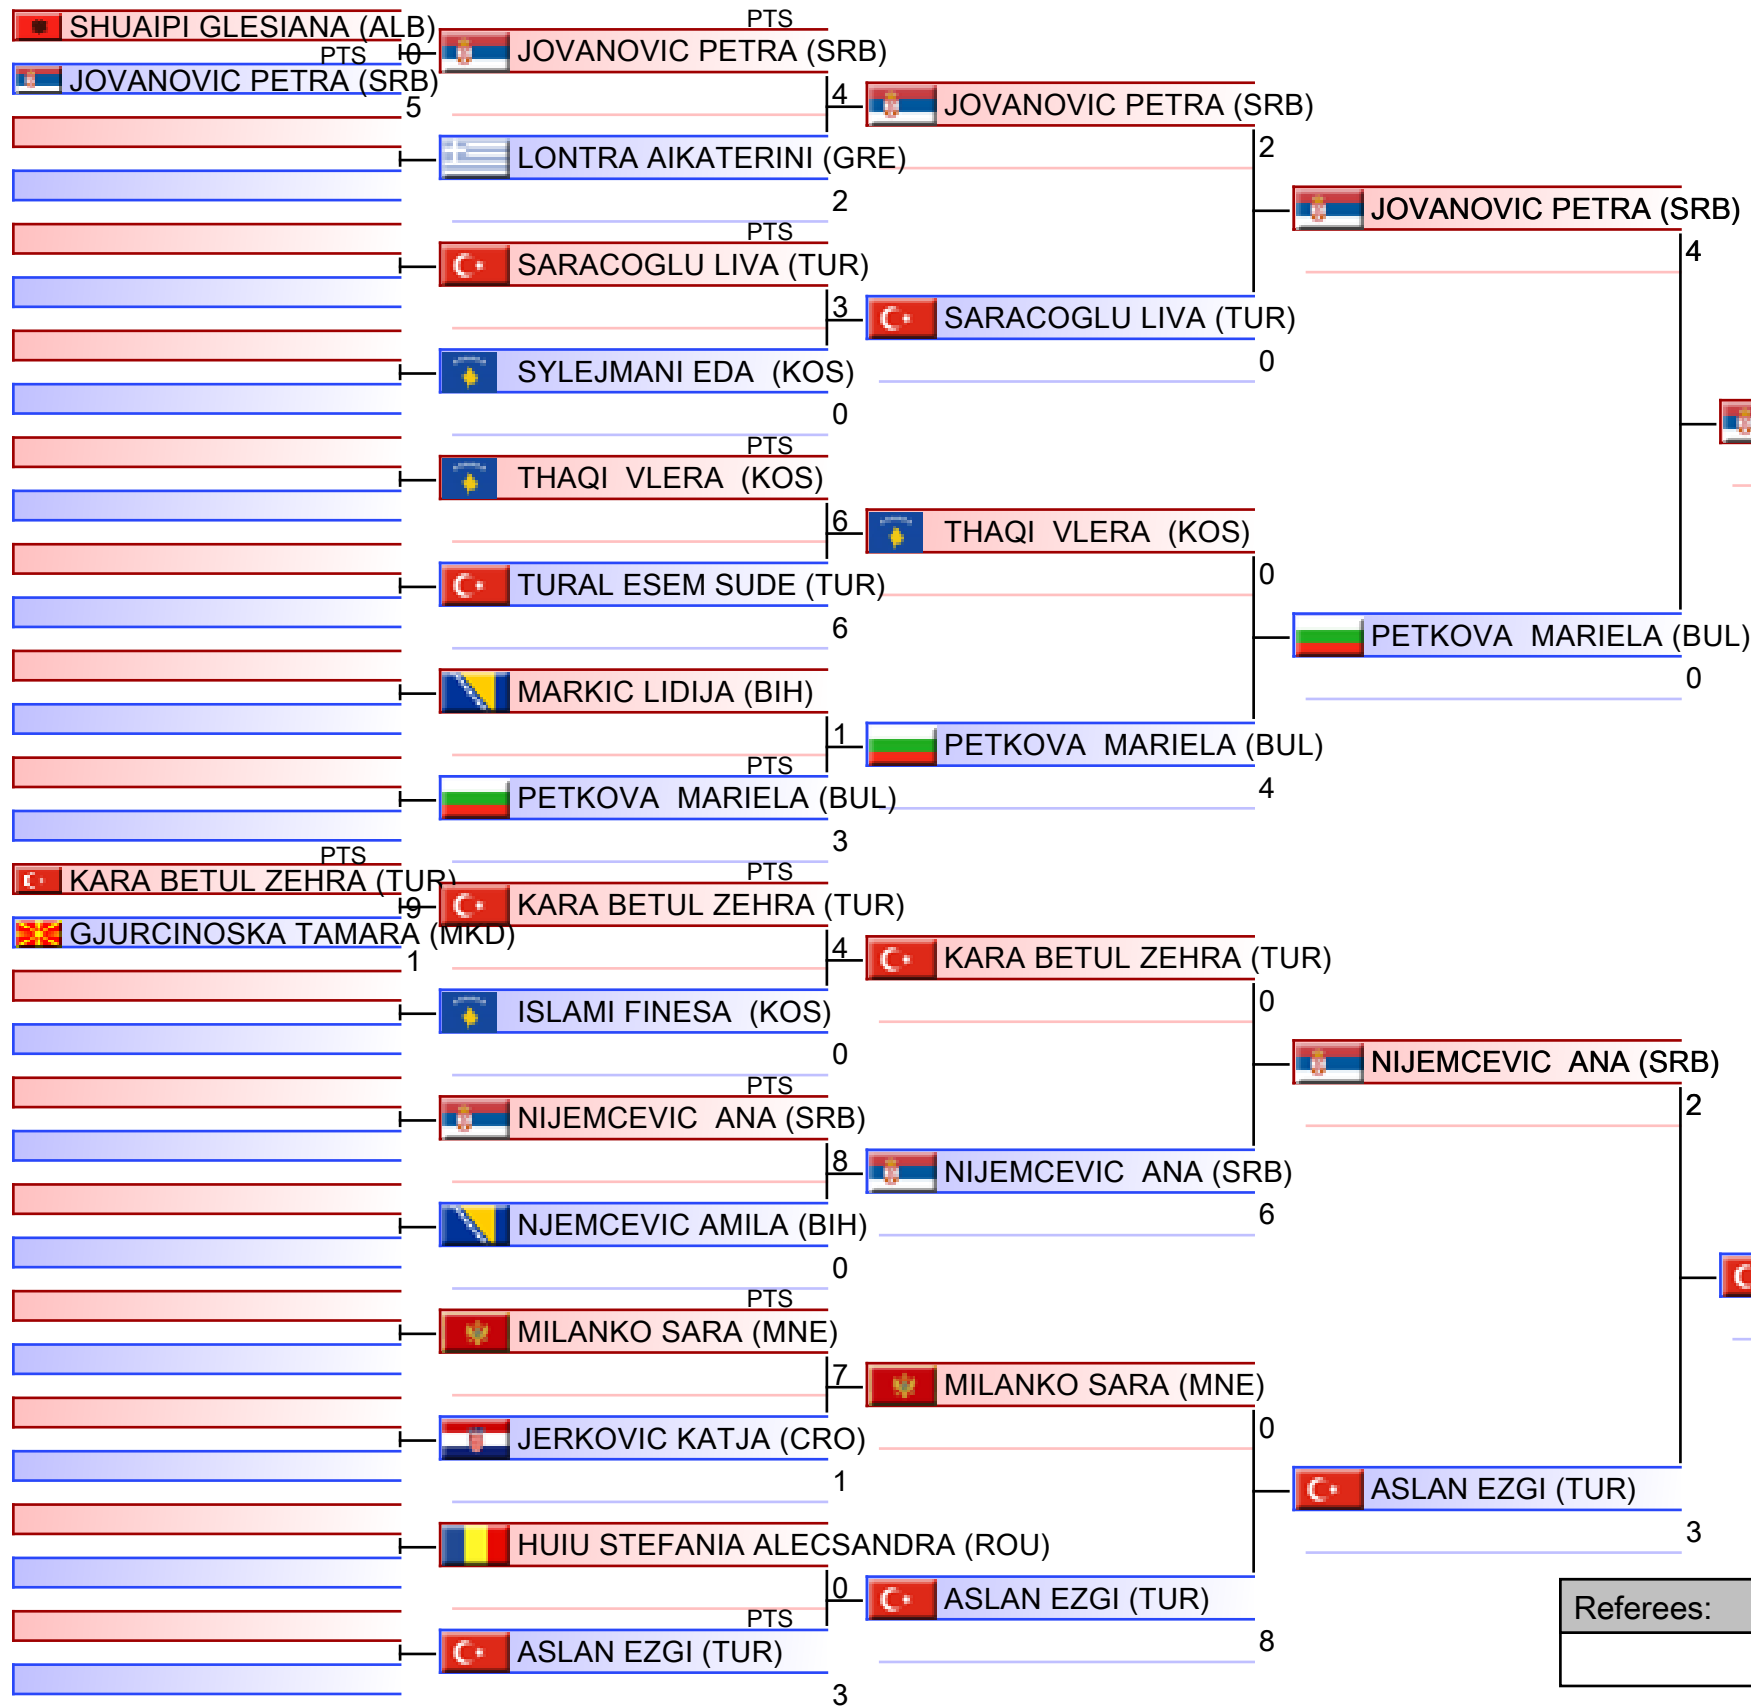 SHUAIPI GLESIANA (ALB)
0
PTS
JOVANOVIC PETRA (SRB)
5
PTS
KARA BETUL ZEHRA (TUR)
9
GJURCINOSKA TAMARA (MKD)
1
PTS
JOVANOVIC PETRA (SRB)
4
LONTRA AIKATERINI (GRE)
2
PTS
SARACOGLU LIVA (TUR)
3
SYLEJMANI EDA (KOS)
0
PTS
THAQI VLERA (KOS)
6
TURAL ESEM SUDE (TUR)
6
MARKIC LIDIJA (BIH)
1
PTS
PETKOVA MARIELA (BUL)
3
PTS
KARA BETUL ZEHRA (TUR)
4
ISLAMI FINESA (KOS)
0
PTS
NIJEMCEVIC ANA (SRB)
8
NJEMCEVIC AMILA (BIH)
0
PTS
MILANKO SARA (MNE)
7
JERKOVIC KATJA (CRO)
1
HUIU STEFANIA ALECSANDRA (ROU)
0
PTS
ASLAN EZGI (TUR)
3
JOVANOVIC PETRA (SRB)
2
SARACOGLU LIVA (TUR)
0
THAQI VLERA (KOS)
0
PETKOVA MARIELA (BUL)
4
KARA BETUL ZEHRA (TUR)
0
NIJEMCEVIC ANA (SRB)
6
MILANKO SARA (MNE)
0
ASLAN EZGI (TUR)
8
JOVANOVIC PETRA (SRB)
4
PETKOVA MARIELA (BUL)
0
NIJEMCEVIC ANA (SRB)
2
ASLAN EZGI (TUR)
3
Referees: